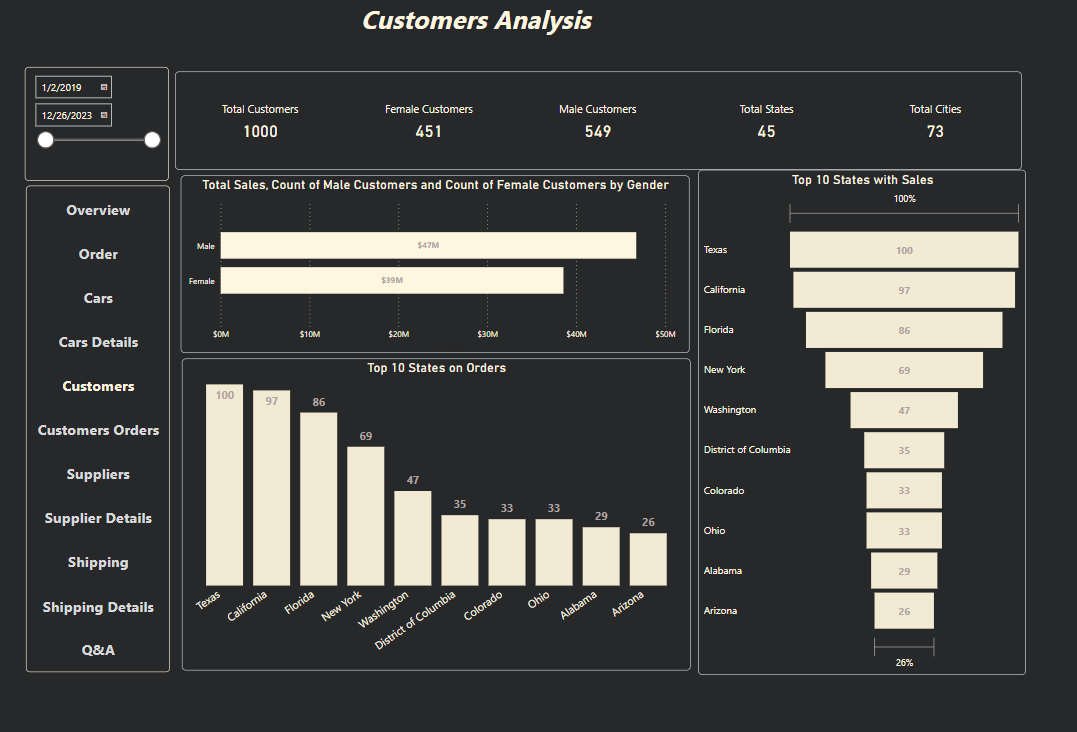 Customers Analysis
1/2/2019
12/26/2023
Total Customers
1000
Female Customers
451
Male Customers
549
Total States
45
Total Cities
73
Overview
Order
Cars
Cars Details
Customers
Customers Orders
Suppliers
Supplier Details
Shipping
Shipping Details
Q&A
Total Sales, Count of Male Customers and Count of Female Customers by Gender
Male
$47M
Female
$39M
$0M $10M $20M $30M $40M $50M
Top 10 States on Orders
100 97 86 69 47 35 33 33 29 26
Texas California Florida New York Washington District of Columbia Colorado Ohio Alabama Arizona
Top 10 States with Sales
100%
Texas 100
California 97
Florida 86
New York 69
Washington 47
District of Columbia 35
Colorado 33
Ohio 33
Alabama 29
Arizona 26
26%